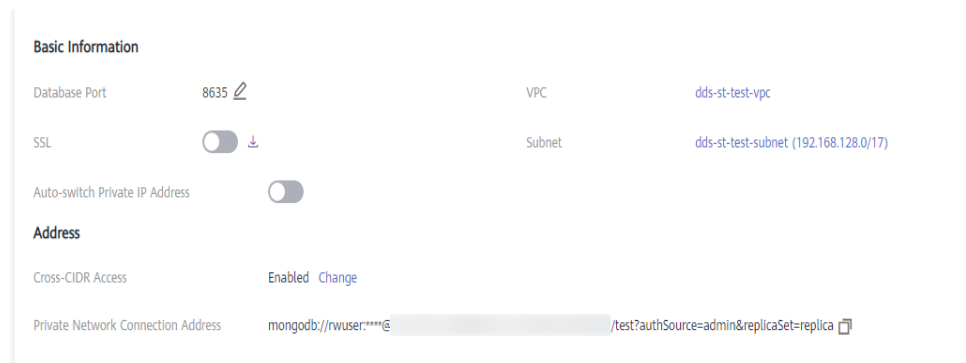 Basic Information
Database Port 8635 VPC dds-st-test-vpc
SSL Subnet dds-st-test-subnet (192.168.128.0/17)
Auto-switch Private IP Address
Address
Cross-CIDR Access Enabled Change
Private Network Connection Address mongodb://rwuser:****@ /test?authSource=admin&replicaSet=replica